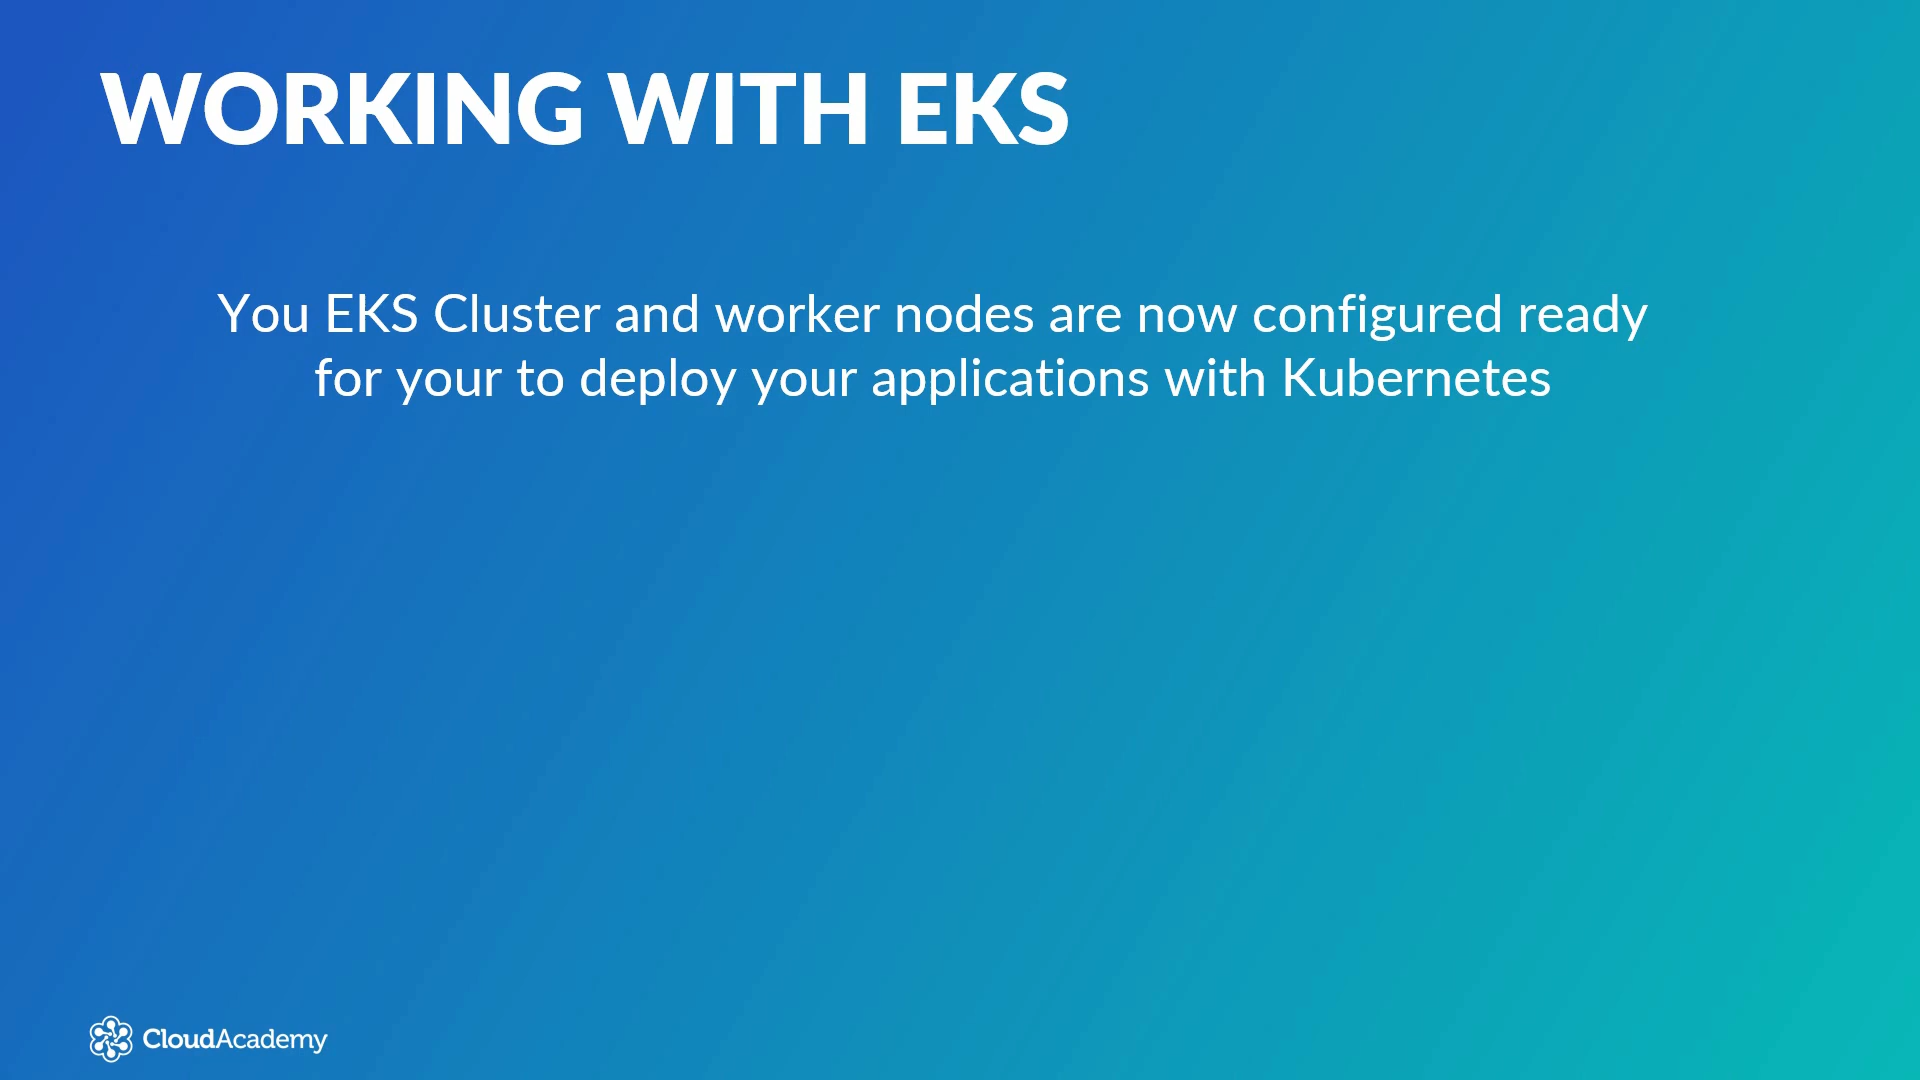 WORKING WITH EKS
You EKS Cluster and worker nodes are now configured ready
for your to deploy your applications with Kubernetes
CloudAcademy